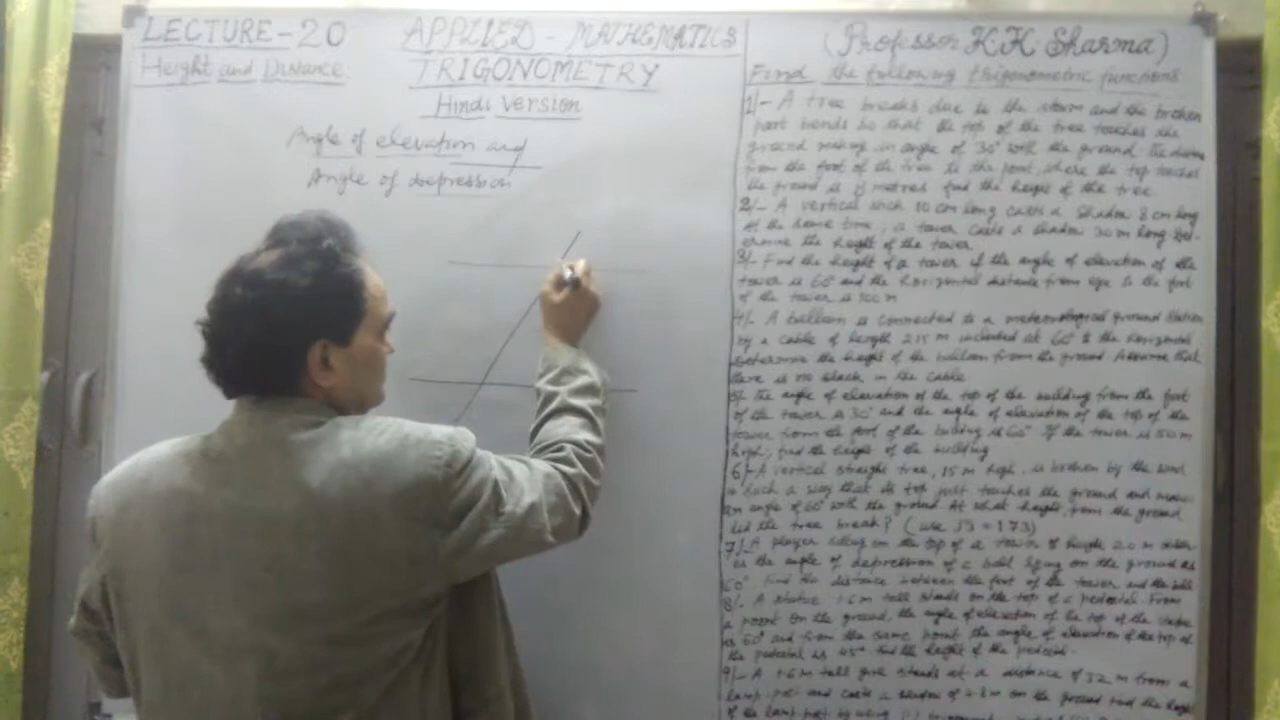 LECTURE-20
Height and Distance
APPLIED - MATHEMATICS
TRIGONOMETRY
Hindi Version
Angle of elevation and
Angle of depression
(Professor K K Sharma)
Find the following trigonometric functions
1/- A tree breaks due to the storm and the broken
part bends so that the top of the tree touches the
ground making an angle of 30° with the ground. The
from the foot of the tree to the point, where the top touches
the ground is metres find the height of the tree
2/- A vertical stick 10 cm long casts a shadow 8 cm long
At the same time, a tower casts a shadow 30 m long Det-
ermine the height of the tower
3/- Find the height of a tower if the angle of elevation of the
tower is 60° and the horizontal distance from eye to the foot
of the tower is 100 m
4/- A balloon is connected to a meteorological ground station
by a cable of length 215 m inclined at 60° to the horizontal
Determine the height of the balloon from the ground Assume that
there is no slack in the cable
5/- The angle of elevation of the top of the building from the foot
of the tower is 30° and the angle of elevation of the top of the
tower from the foot of the building is 60° If the tower is 50 m
high, find the height of the building
6/- A vertical straight tree, 15 m high, is broken by the wind
in such a way that its top just touches the ground and makes
an angle of 60° with the ground. At what height from the ground
did the tree break? (use √3 = 1.73)
7/- A player sitting on the top of a tower of height 20 m
the angle of depression of a ball lying on the ground as
60°. Find the distance between the foot of the tower and the ball
8/- A statue 1.6 m tall stands on the top of a pedestal. From
a point on the ground, the angle of elevation of the top of the statue
is 60° and from the same point the angle of elevation of the top of
the pedestal is 45° find the height of the pedestal.
9/- A 1.6 m tall girl stands at a distance of 3.2 m from a
lamp-post and casts a shadow of 4.8 m on the ground find the height
of the lamp-post by using (i)